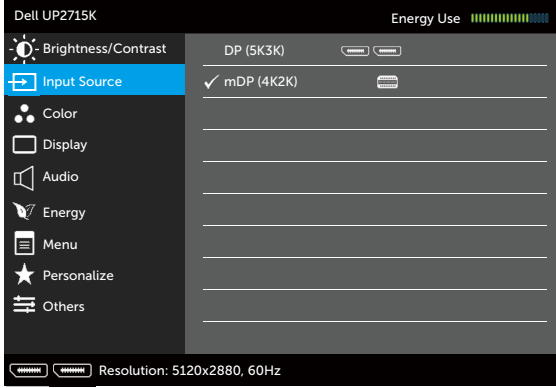 Dell UP2715K
Energy Use
Brightness/Contrast
DP (5K3K)
Input Source
mDP (4K2K)
Color
Display
Audio
Energy
Menu
Personalize
Others
Resolution: 5120x2880, 60Hz